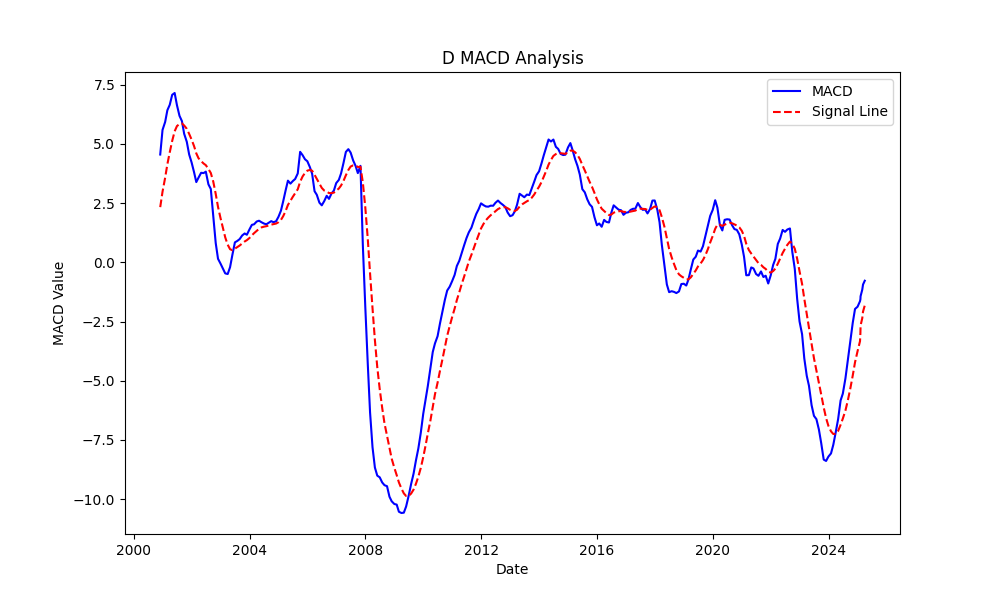 D MACD Analysis
MACD
Signal Line
7.5
5.0
2.5
0.0
−2.5
−5.0
−7.5
−10.0
MACD Value
2000 2004 2008 2012 2016 2020 2024
Date